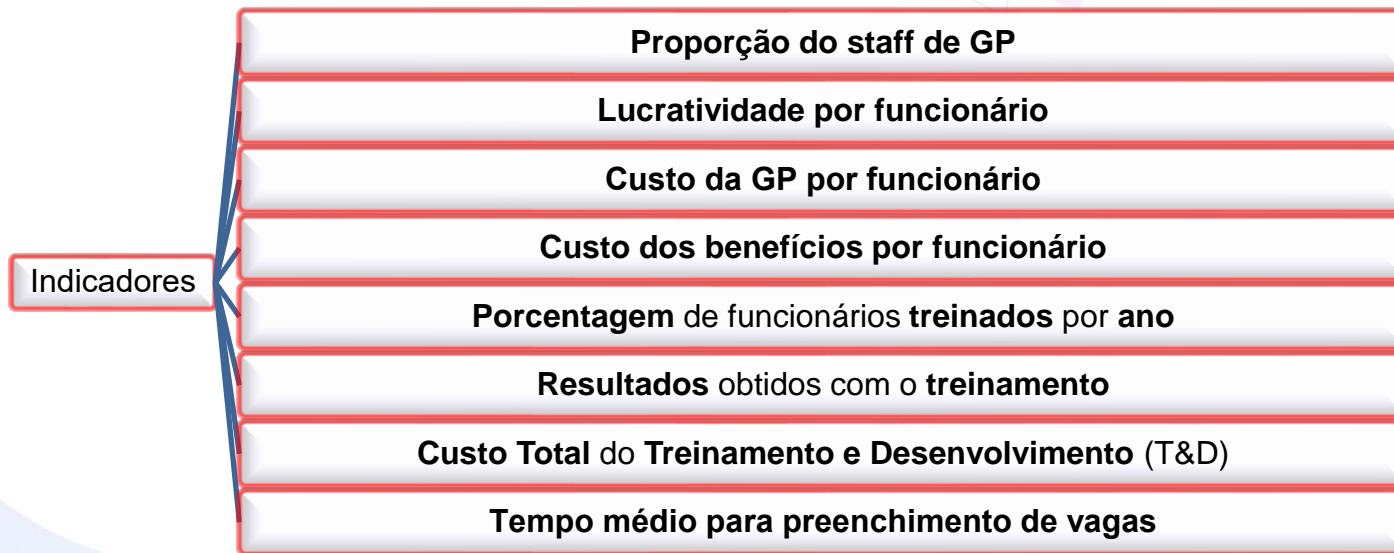 Proporção do staff de GP
Lucratividade por funcionário
Custo da GP por funcionário
Custo dos benefícios por funcionário
Indicadores
Porcentagem de funcionários treinados por ano
Resultados obtidos com o treinamento
Custo Total do Treinamento e Desenvolvimento (T&D)
Tempo médio para preenchimento de vagas